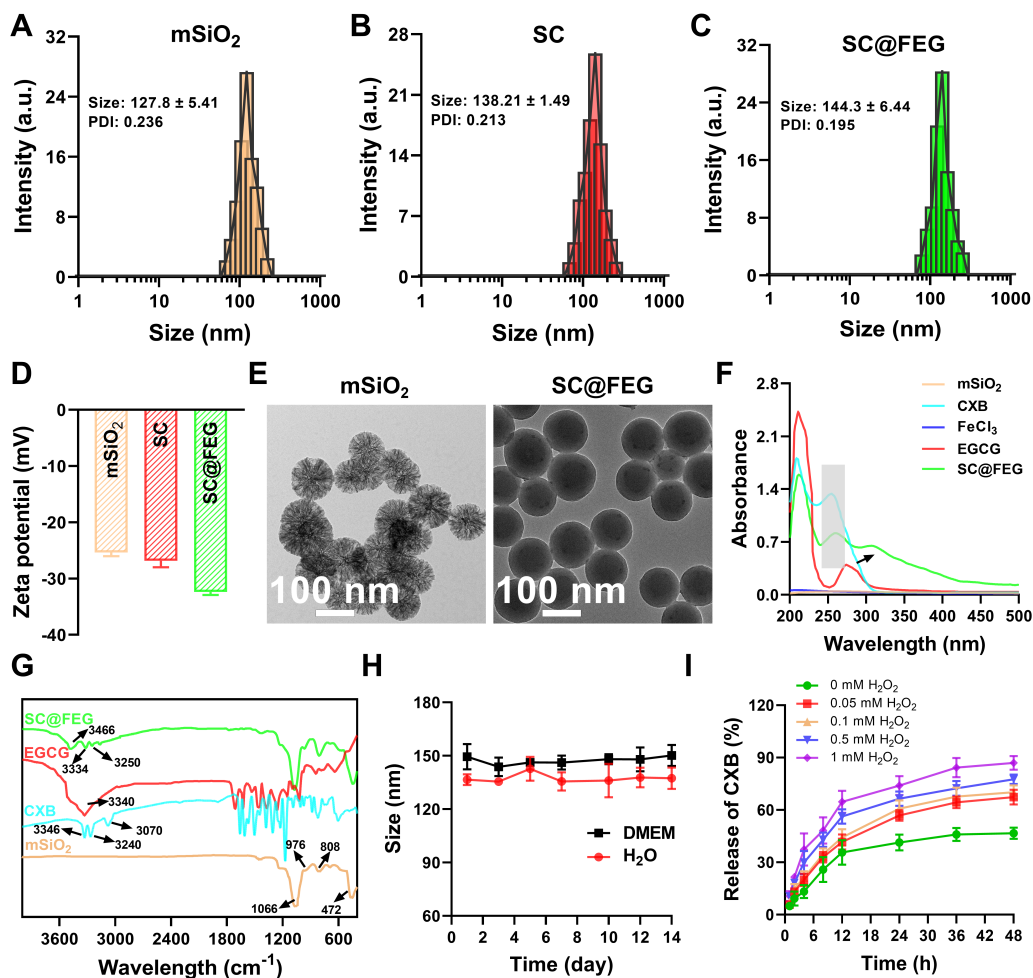 A
mSiO2
Intensity (a.u.)
32
24
16
8
0
Size: 127.8 ± 5.41
PDI: 0.236
1
10
100
1000
Size (nm)
B
SC
Intensity (a.u.)
28
21
14
7
0
Size: 138.21 ± 1.49
PDI: 0.213
1
10
100
1000
Size (nm)
C
SC@FEG
Intensity (a.u.)
32
24
16
8
0
Size: 144.3 ± 6.44
PDI: 0.195
1
10
100
1000
Size (nm)
D
Zeta potential (mV)
0
-10
-20
-30
-40
mSiO2
SC
SC@FEG
E
mSiO2
100 nm
SC@FEG
100 nm
F
Absorbance
2.8
2.1
1.4
0.7
0.0
mSiO2
CXB
FeCl3
EGCG
SC@FEG
200
250
300
350
400
450
500
Wavelength (nm)
G
SC@FEG
3466
3334
3250
EGCG
3340
CXB
3346
3240
3070
mSiO2
976
808
1066
472
3600
3000
2400
1800
1200
600
Wavelength (cm-1)
H
Size (nm)
180
150
120
90
60
DMEM
H2O
0
2
4
6
8
10
12
14
Time (day)
I
Release of CXB (%)
120
90
60
30
0
0 mM H2O2
0.05 mM H2O2
0.1 mM H2O2
0.5 mM H2O2
1 mM H2O2
0
6
12
18
24
30
36
42
48
Time (h)